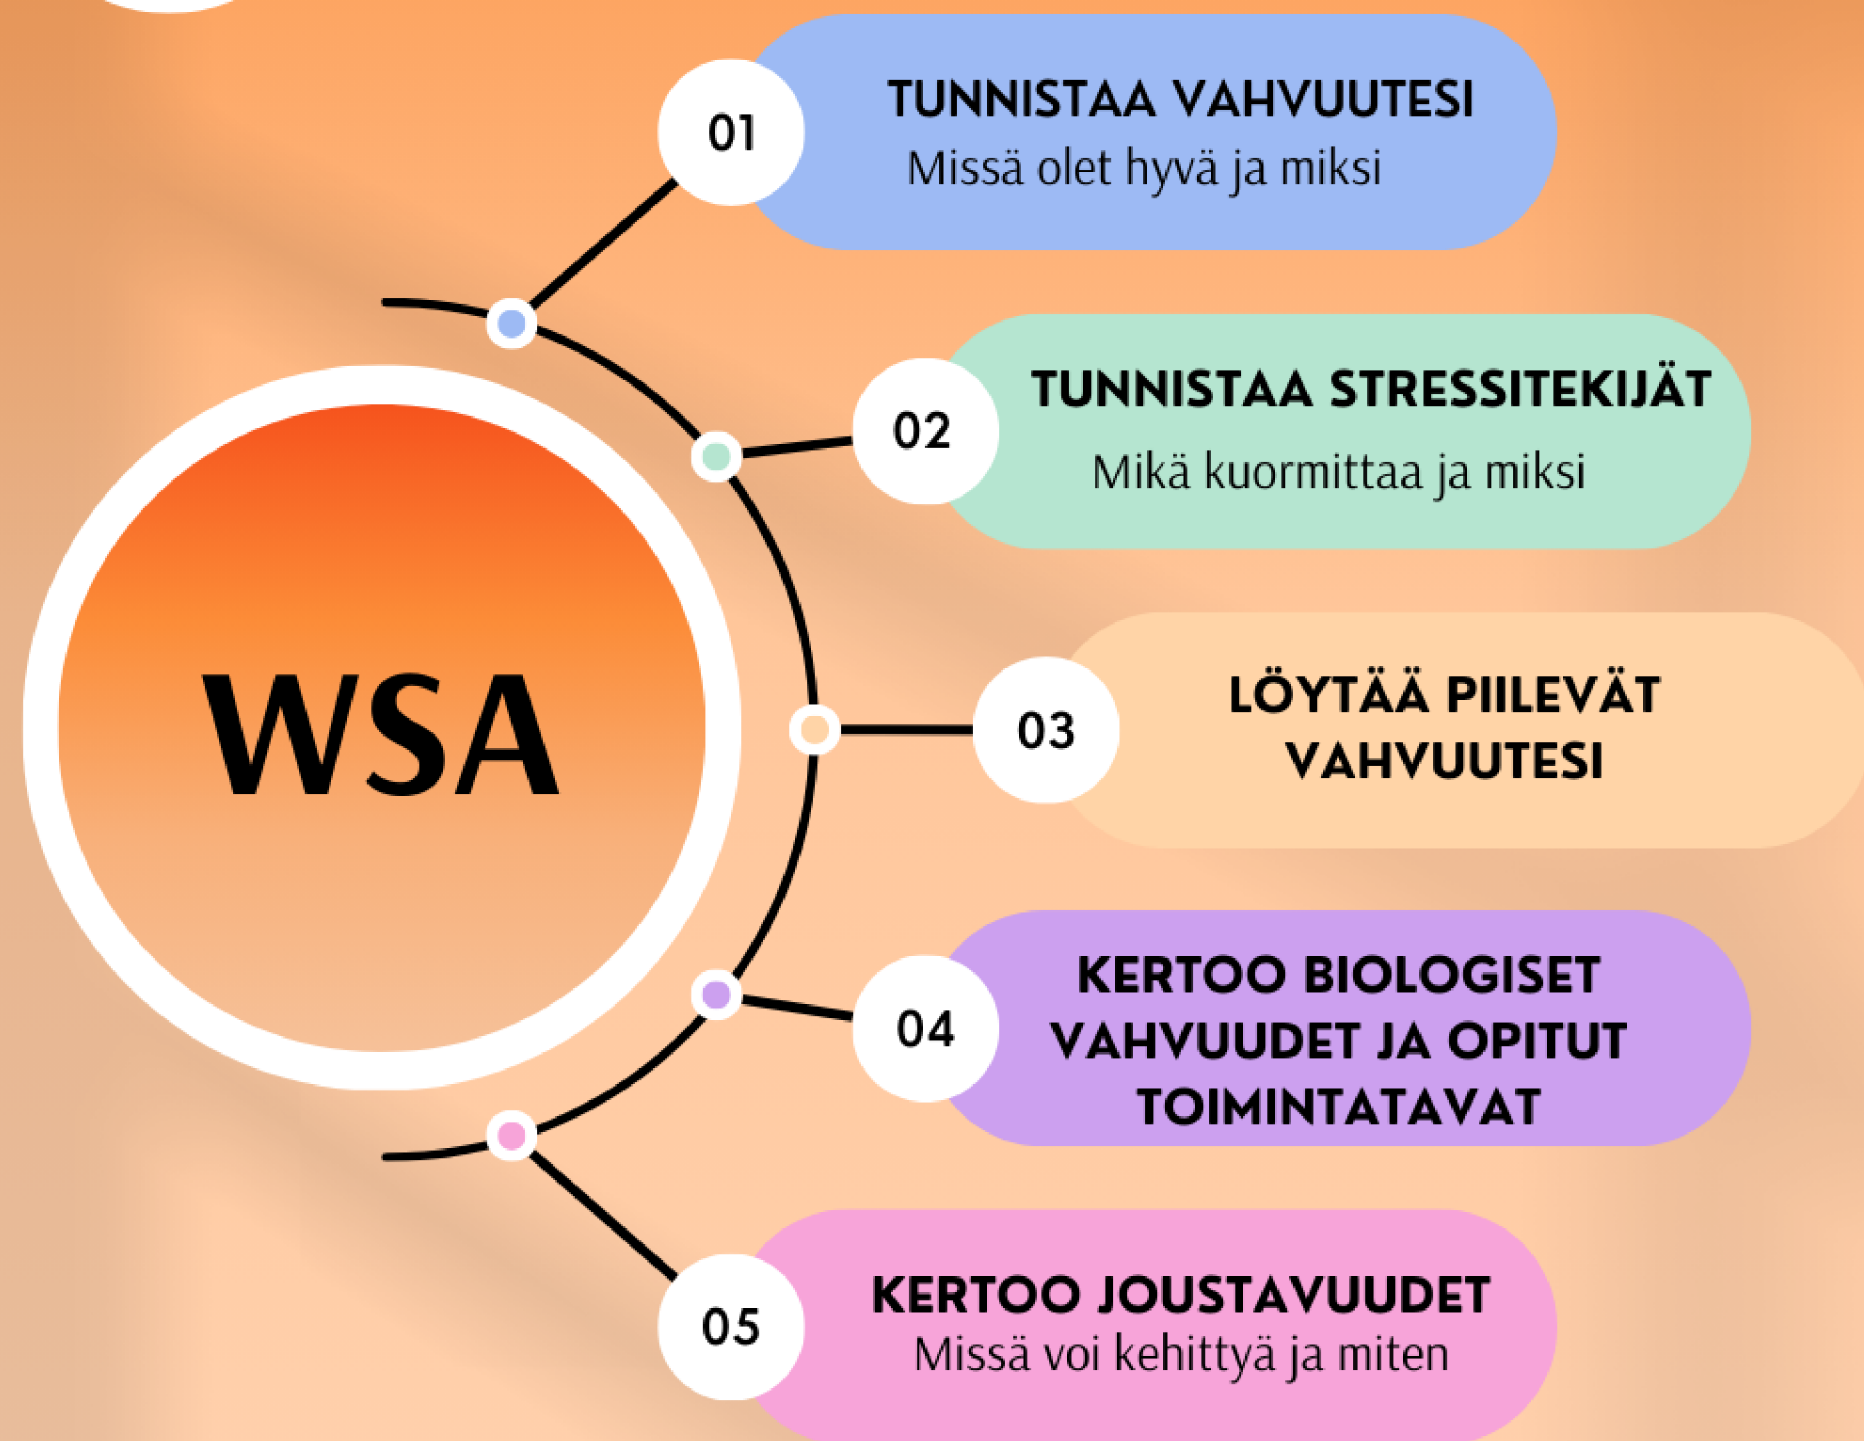 01
TUNNISTAA VAHVUUTESI
Missä olet hyvä ja miksi
02
TUNNISTAA STRESSITEKIJÄT
Mikä kuormittaa ja miksi
WSA
03
LÖYTÄÄ PIILEVÄT
VAHVUUTESI
04
KERTOO BIOLOGISET
VAHVUUDET JA OPITUT
TOIMINTATAVAT
05
KERTOO JOUSTAVUUDET
Missä voi kehittyä ja miten